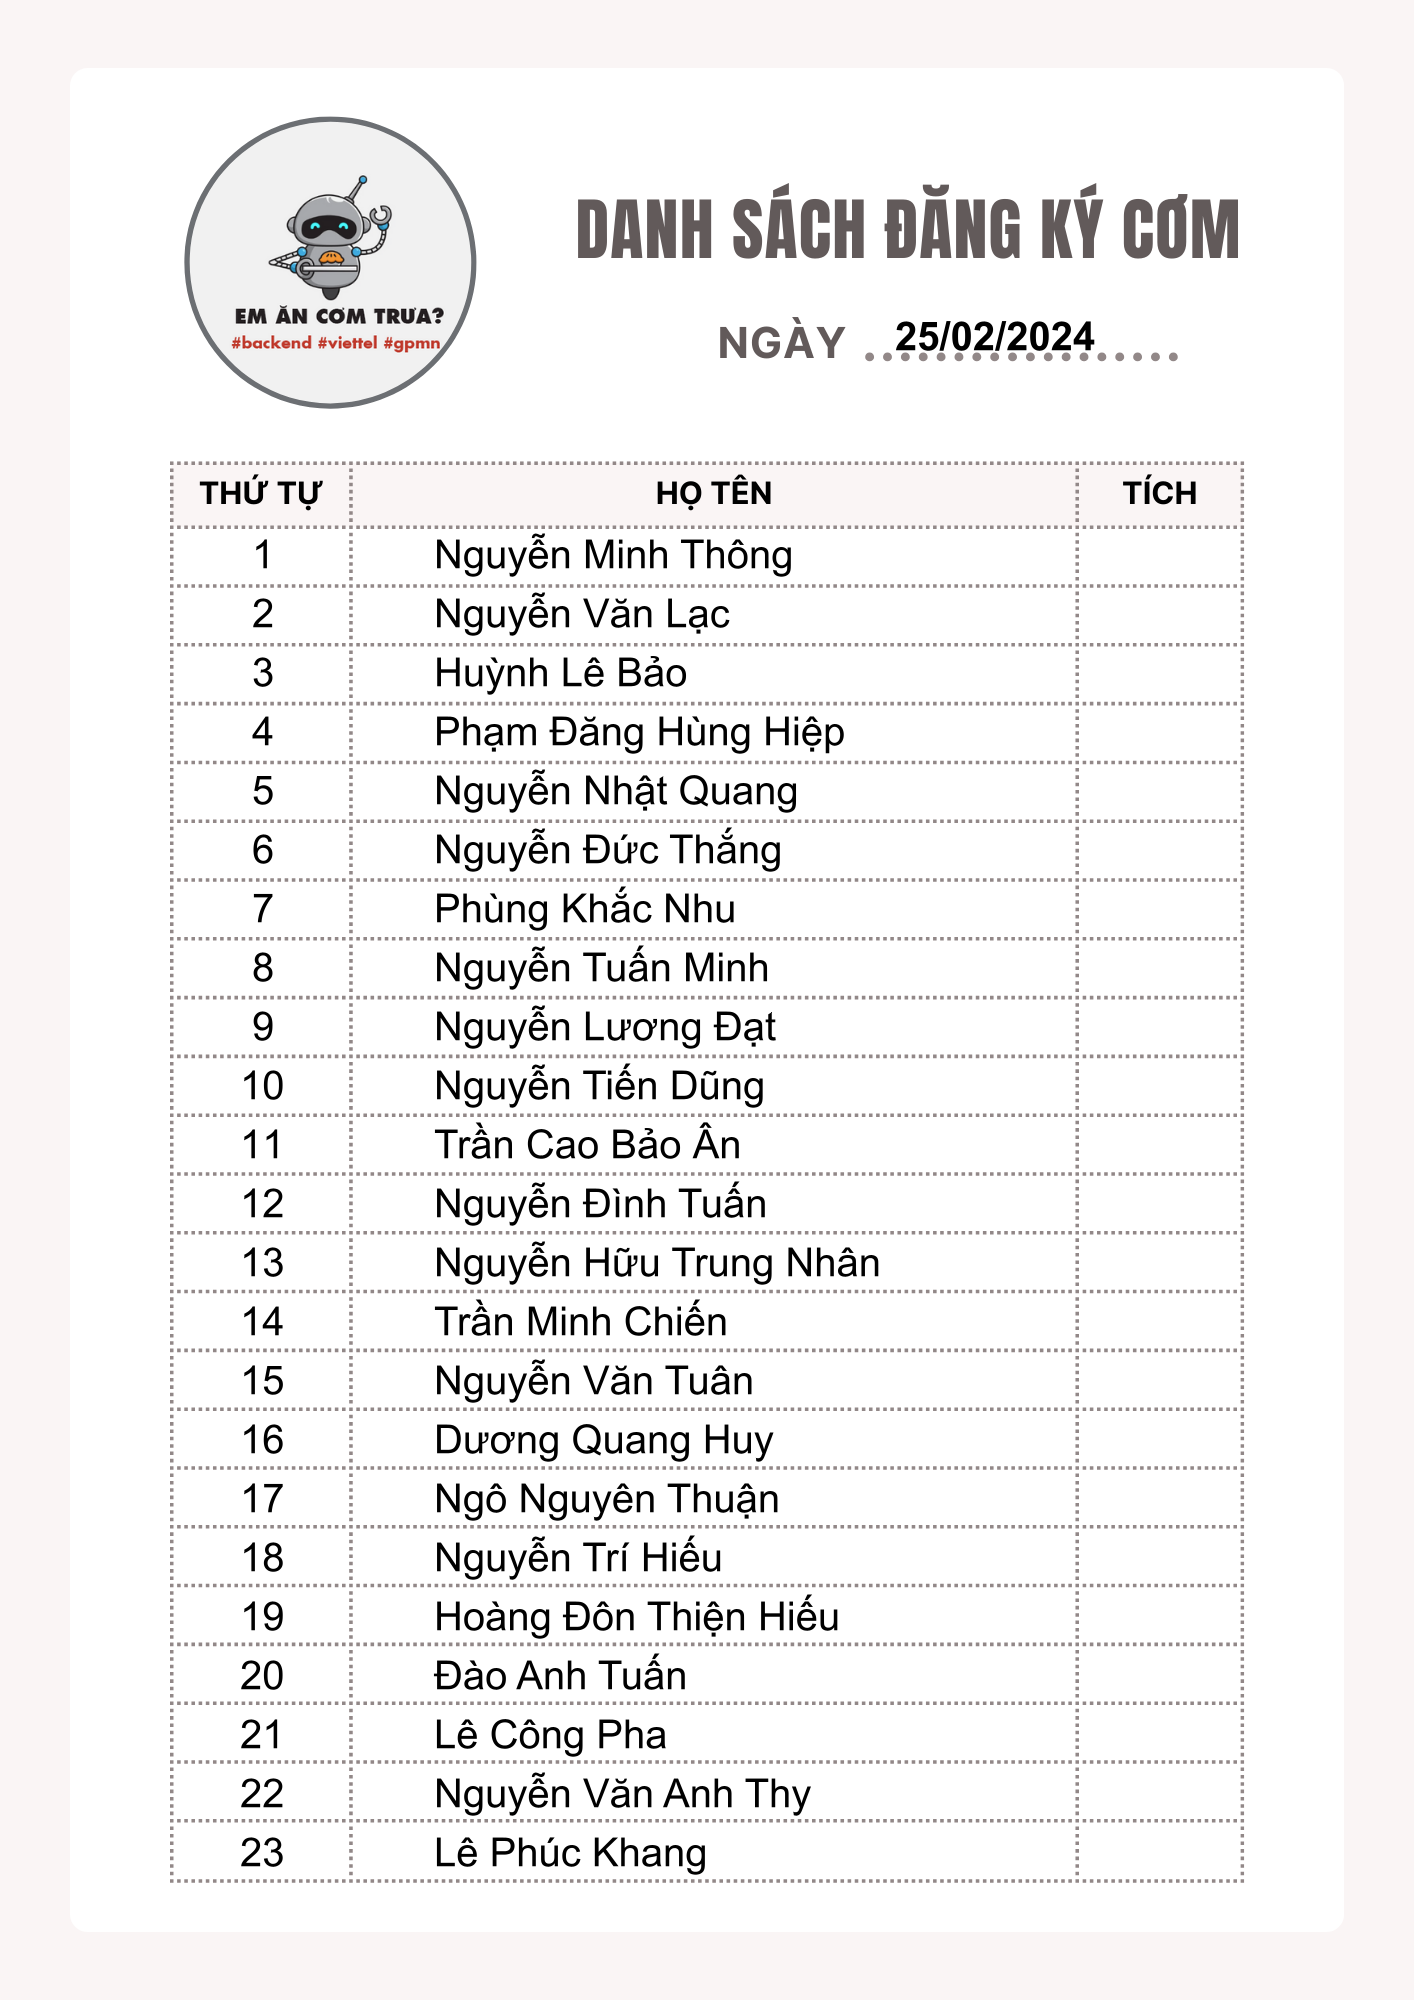 EM ĂN CƠM TRƯA?
#backend #viettel #gpmn
DANH SÁCH ĐĂNG KÝ CƠM
NGÀY 25/02/2024
THỨ TỰ HỌ TÊN TÍCH
1 Nguyễn Minh Thông
2 Nguyễn Văn Lạc
3 Huỳnh Lê Bảo
4 Phạm Đăng Hùng Hiệp
5 Nguyễn Nhật Quang
6 Nguyễn Đức Thắng
7 Phùng Khắc Nhu
8 Nguyễn Tuấn Minh
9 Nguyễn Lương Đạt
10 Nguyễn Tiến Dũng
11 Trần Cao Bảo Ân
12 Nguyễn Đình Tuấn
13 Nguyễn Hữu Trung Nhân
14 Trần Minh Chiến
15 Nguyễn Văn Tuân
16 Dương Quang Huy
17 Ngô Nguyên Thuận
18 Nguyễn Trí Hiếu
19 Hoàng Đôn Thiện Hiếu
20 Đào Anh Tuấn
21 Lê Công Pha
22 Nguyễn Văn Anh Thy
23 Lê Phúc Khang